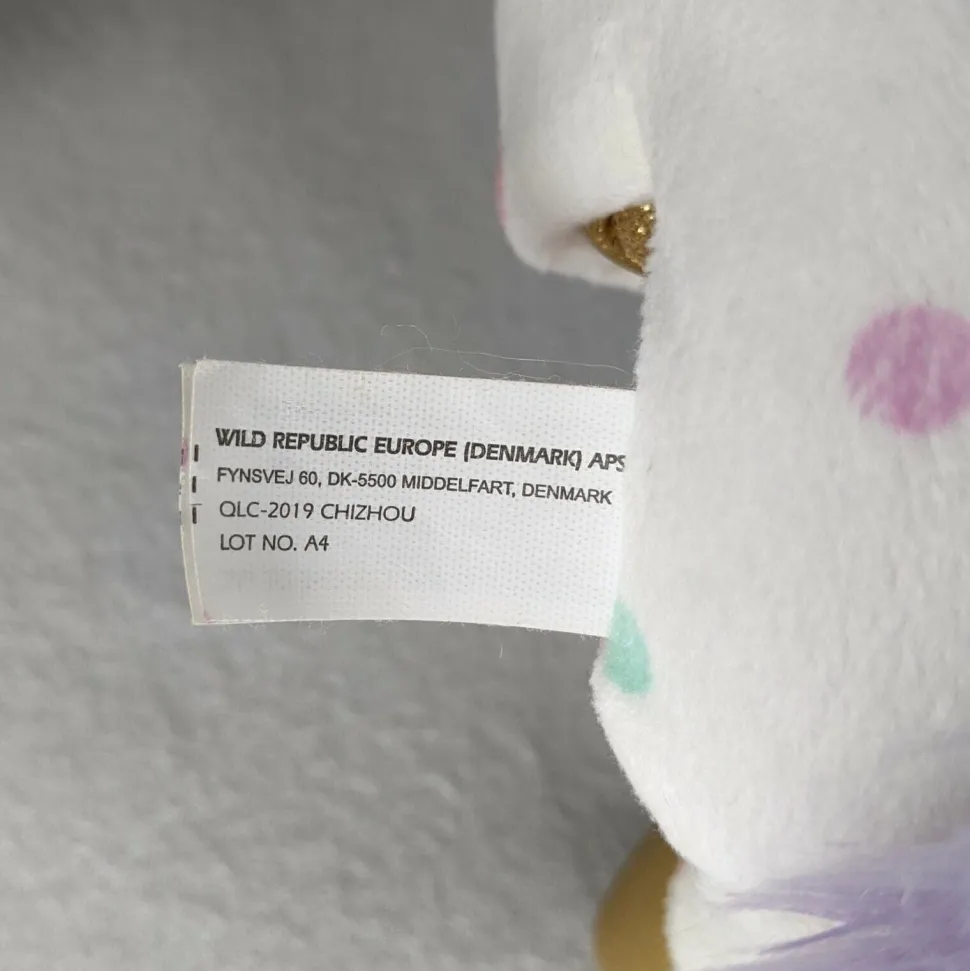 WILD REPUBLIC EUROPE (DENMARK) APS
FYNSVEJ 60, DK-5500 MIDDELFART, DENMARK
QLC-2019 CHIZHOU
LOT NO. A4